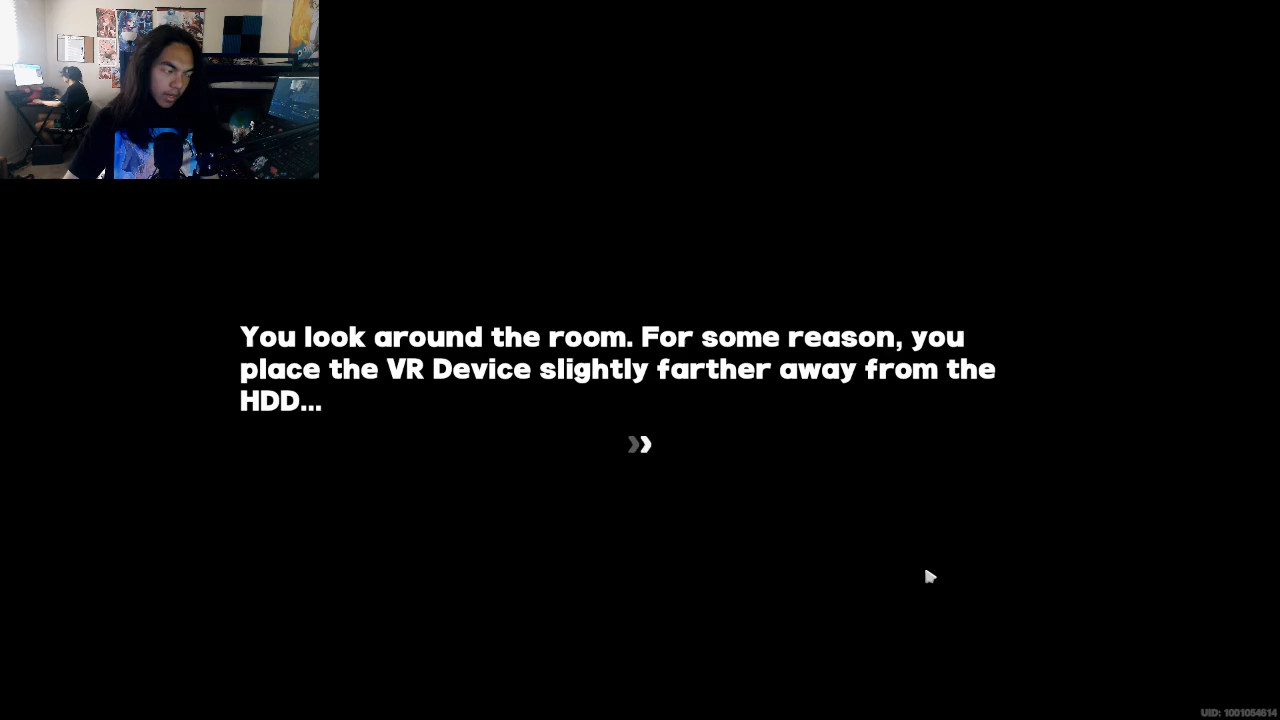 You look around the room. For some reason, you
place the VR Device slightly farther away from the
HDD...
UID: 1001054614